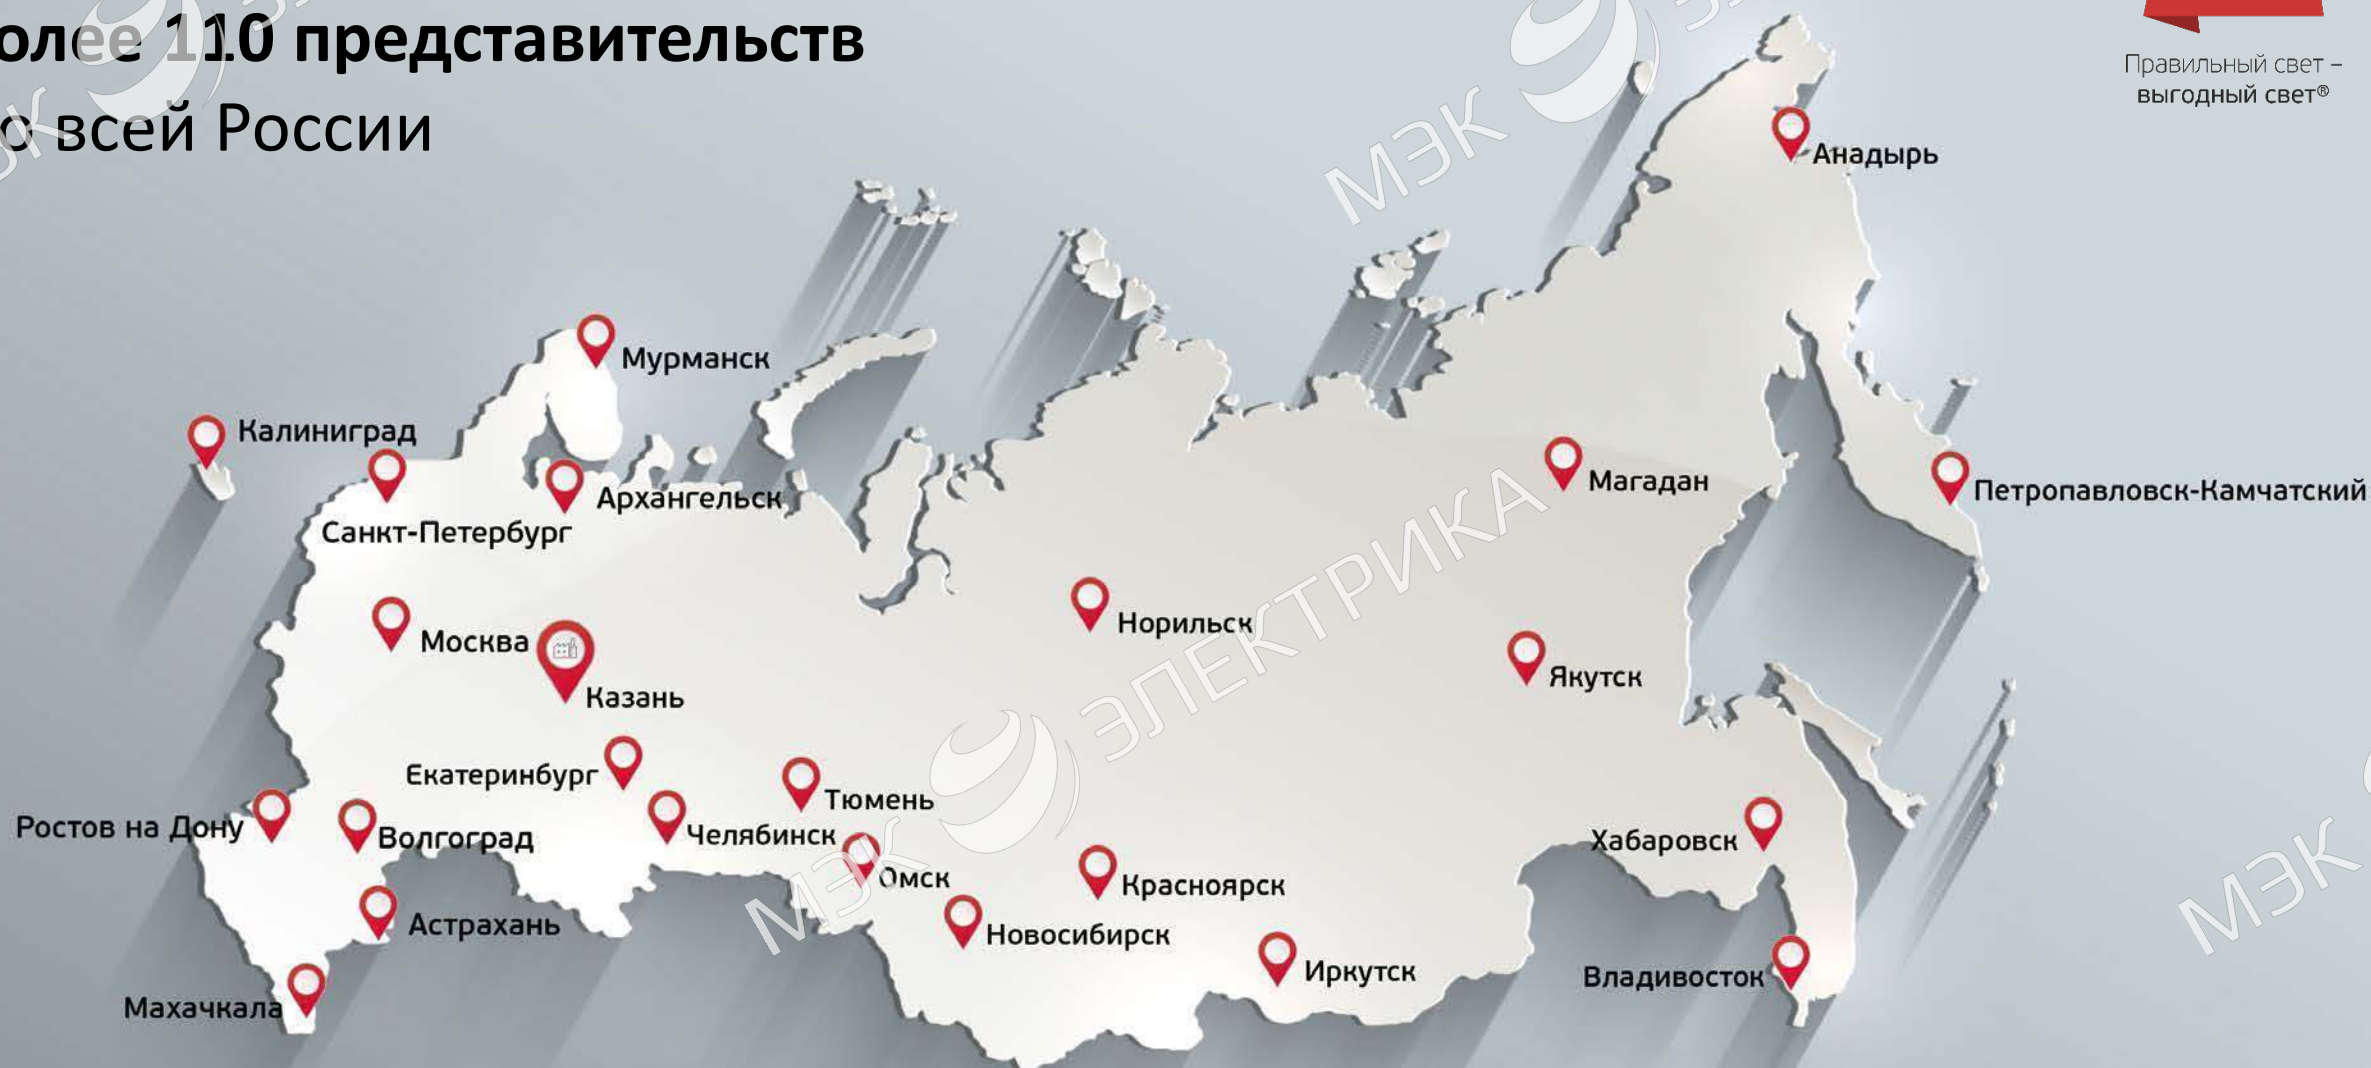 олее 110 представительств
о всей России
Правильный свет –
выгодный свет®
Анадырь
Мурманск
Калининград
Архангельск
Санкт-Петербург
Магадан
Петропавловск-Камчатский
Москва
Норильск
Казань
Якутск
Екатеринбург
Тюмень
Ростов на Дону
Волгоград
Челябинск
Хабаровск
Омск
Красноярск
Астрахань
Новосибирск
Иркутск
Владивосток
Махачкала
МЭК
МЭК ЭЛЕКТРИКА
МЭК